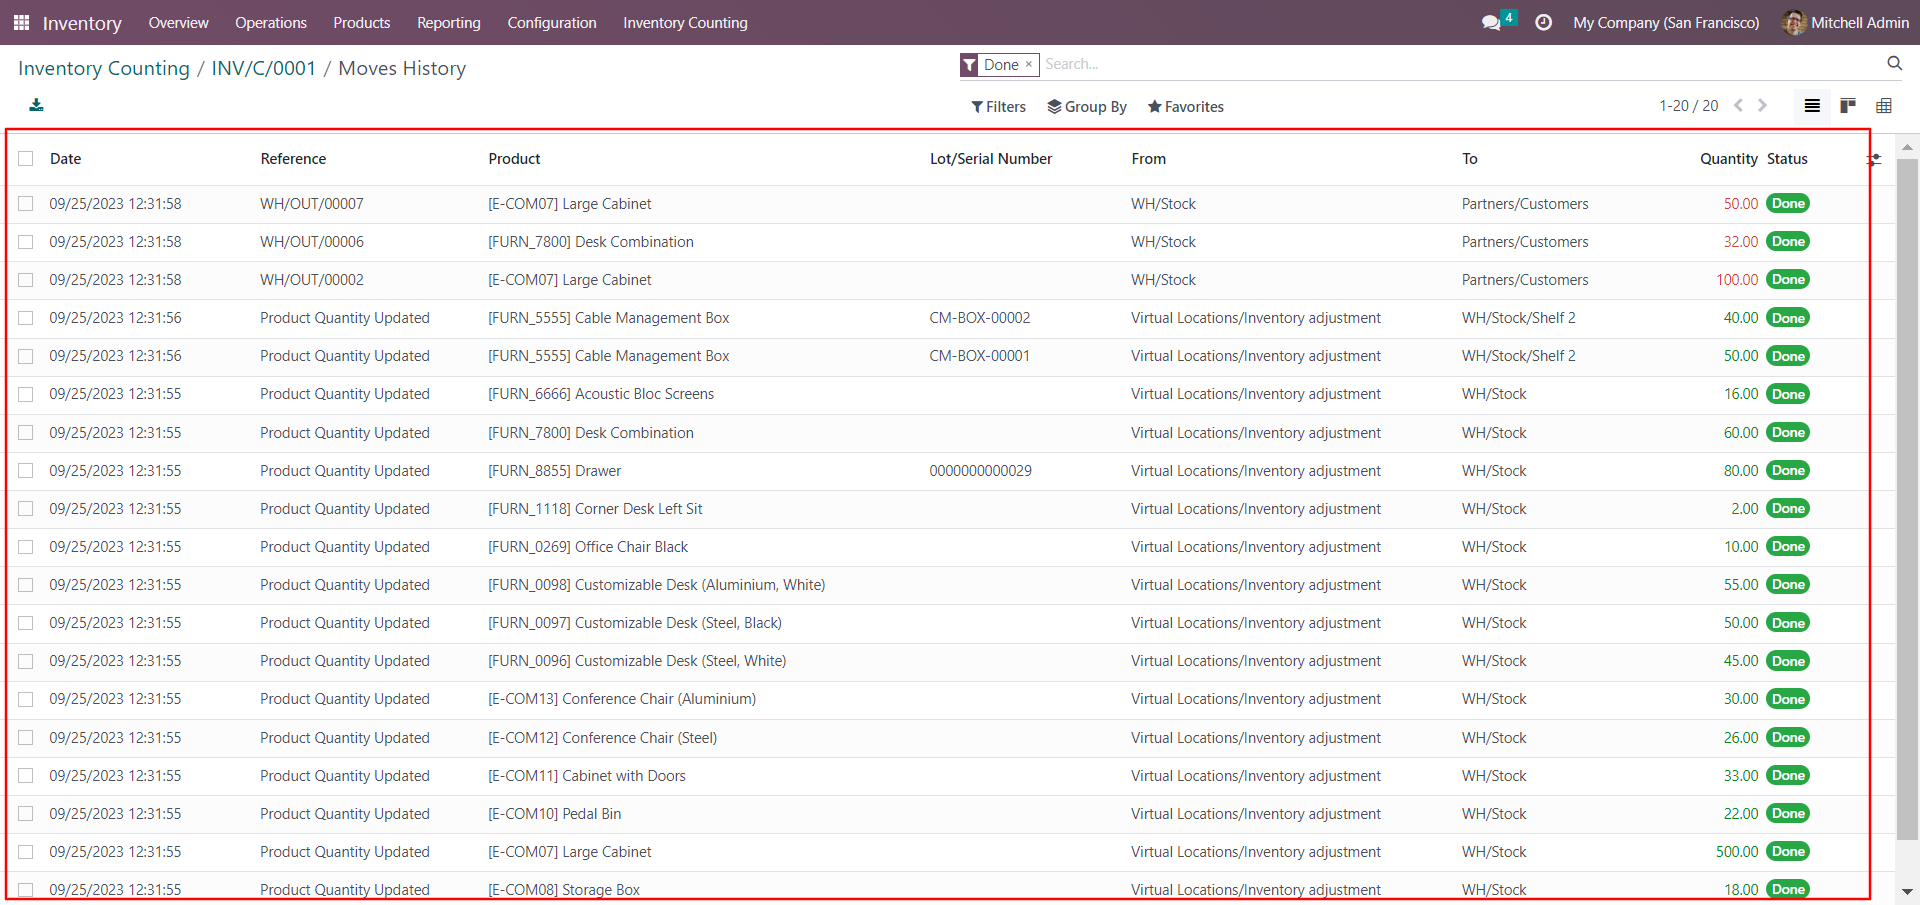 Inventory Overview Operations Products Reporting Configuration Inventory Counting 4 My Company (San Francisco) Mitchell Admin
Inventory Counting / INV/C/0001 / Moves History Done × Search...
Filters Group By Favorites 1-20 / 20
Date Reference Product Lot/Serial Number From To Quantity Status
09/25/2023 12:31:58 WH/OUT/00007 [E-COM07] Large Cabinet WH/Stock Partners/Customers 50.00 Done
09/25/2023 12:31:58 WH/OUT/00006 [FURN_7800] Desk Combination WH/Stock Partners/Customers 32.00 Done
09/25/2023 12:31:58 WH/OUT/00002 [E-COM07] Large Cabinet WH/Stock Partners/Customers 100.00 Done
09/25/2023 12:31:56 Product Quantity Updated [FURN_5555] Cable Management Box CM-BOX-00002 Virtual Locations/Inventory adjustment WH/Stock/Shelf 2 40.00 Done
09/25/2023 12:31:56 Product Quantity Updated [FURN_5555] Cable Management Box CM-BOX-00001 Virtual Locations/Inventory adjustment WH/Stock/Shelf 2 50.00 Done
09/25/2023 12:31:55 Product Quantity Updated [FURN_6666] Acoustic Bloc Screens Virtual Locations/Inventory adjustment WH/Stock 16.00 Done
09/25/2023 12:31:55 Product Quantity Updated [FURN_7800] Desk Combination Virtual Locations/Inventory adjustment WH/Stock 60.00 Done
09/25/2023 12:31:55 Product Quantity Updated [FURN_8855] Drawer 0000000000029 Virtual Locations/Inventory adjustment WH/Stock 80.00 Done
09/25/2023 12:31:55 Product Quantity Updated [FURN_1118] Corner Desk Left Sit Virtual Locations/Inventory adjustment WH/Stock 2.00 Done
09/25/2023 12:31:55 Product Quantity Updated [FURN_0269] Office Chair Black Virtual Locations/Inventory adjustment WH/Stock 10.00 Done
09/25/2023 12:31:55 Product Quantity Updated [FURN_0098] Customizable Desk (Aluminium, White) Virtual Locations/Inventory adjustment WH/Stock 55.00 Done
09/25/2023 12:31:55 Product Quantity Updated [FURN_0097] Customizable Desk (Steel, Black) Virtual Locations/Inventory adjustment WH/Stock 50.00 Done
09/25/2023 12:31:55 Product Quantity Updated [FURN_0096] Customizable Desk (Steel, White) Virtual Locations/Inventory adjustment WH/Stock 45.00 Done
09/25/2023 12:31:55 Product Quantity Updated [E-COM13] Conference Chair (Aluminium) Virtual Locations/Inventory adjustment WH/Stock 30.00 Done
09/25/2023 12:31:55 Product Quantity Updated [E-COM12] Conference Chair (Steel) Virtual Locations/Inventory adjustment WH/Stock 26.00 Done
09/25/2023 12:31:55 Product Quantity Updated [E-COM11] Cabinet with Doors Virtual Locations/Inventory adjustment WH/Stock 33.00 Done
09/25/2023 12:31:55 Product Quantity Updated [E-COM10] Pedal Bin Virtual Locations/Inventory adjustment WH/Stock 22.00 Done
09/25/2023 12:31:55 Product Quantity Updated [E-COM07] Large Cabinet Virtual Locations/Inventory adjustment WH/Stock 500.00 Done
09/25/2023 12:31:55 Product Quantity Updated [E-COM08] Storage Box Virtual Locations/Inventory adjustment WH/Stock 18.00 Done